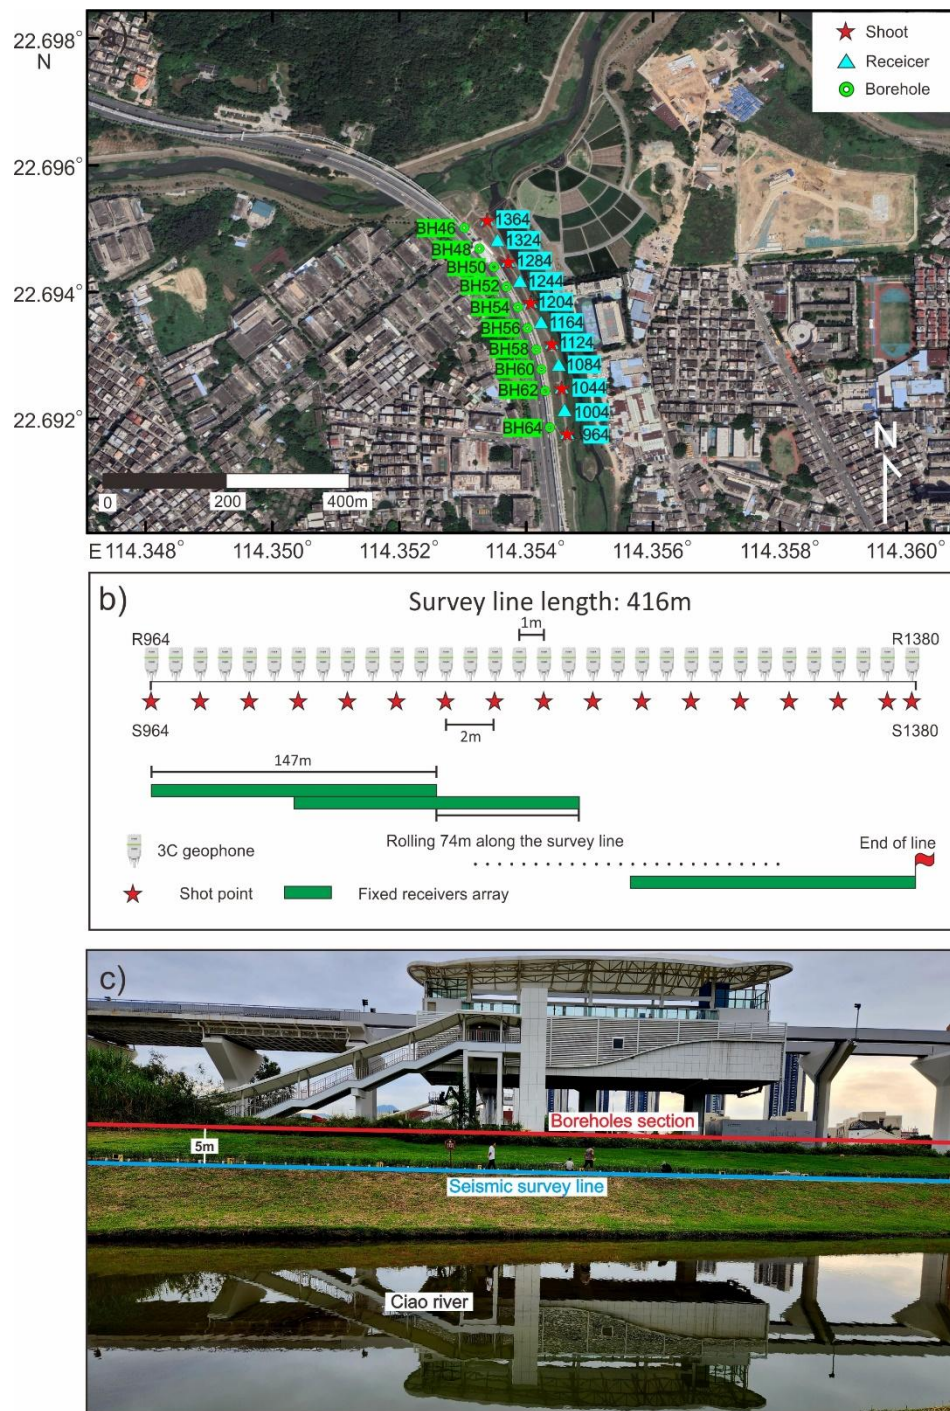 a)
22.698°
N
Shoot
Receicer
Borehole
22.696°
22.694°
22.692°
BH46
BH48
BH50
BH52
BH54
BH56
BH58
BH60
BH62
BH64
1364
1324
1284
1244
1204
1164
1124
1084
1044
1004
964
N
0 200 400m
E 114.348° 114.350° 114.352° 114.354° 114.356° 114.358° 114.360°
b)
Survey line length: 416m
1m
R964 R1380
S964 S1380
2m
147m
Rolling 74m along the survey line
End of line
3C geophone
Shot point
Fixed receivers array
c)
Boreholes section
5m
Seismic survey line
Ciao river